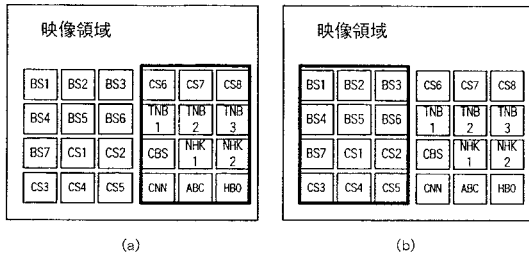 映像領域
BS1 BS2 BS3 CS6 CS7 CS8
BS4 BS5 BS6 TNB 1 TNB 2 TNB 3
BS7 CS1 CS2 CBS NHK 1 NHK 2
CS3 CS4 CS5 CNN ABC HBO
(a)
映像領域
BS1 BS2 BS3 CS6 CS7 CS8
BS4 BS5 BS6 TNB 1 TNB 2 TNB 3
BS7 CS1 CS2 CBS NHK 1 NHK 2
CS3 CS4 CS5 CNN ABC HBO
(b)